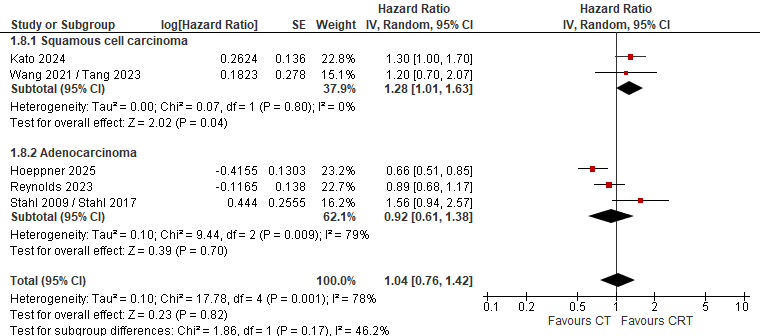 Hazard Ratio Hazard Ratio
Study or Subgroup log[Hazard Ratio] SE Weight IV, Random, 95% CI IV, Random, 95% CI
1.8.1 Squamous cell carcinoma
Kato 2024 0.2624 0.136 22.8% 1.30 [1.00, 1.70]
Wang 2021 / Tang 2023 0.1823 0.278 15.1% 1.20 [0.70, 2.07]
Subtotal (95% CI) 37.9% 1.28 [1.01, 1.63]
Heterogeneity: Tau² = 0.00; Chi² = 0.07, df = 1 (P = 0.80); I² = 0%
Test for overall effect: Z = 2.02 (P = 0.04)
1.8.2 Adenocarcinoma
Hoeppner 2025 -0.4155 0.1303 23.2% 0.66 [0.51, 0.85]
Reynolds 2023 -0.1165 0.138 22.7% 0.89 [0.68, 1.17]
Stahl 2009 / Stahl 2017 0.444 0.2555 16.2% 1.56 [0.94, 2.57]
Subtotal (95% CI) 62.1% 0.92 [0.61, 1.38]
Heterogeneity: Tau² = 0.10; Chi² = 9.44, df = 2 (P = 0.009); I² = 79%
Test for overall effect: Z = 0.39 (P = 0.70)
Total (95% CI) 100.0% 1.04 [0.76, 1.42]
Heterogeneity: Tau² = 0.10; Chi² = 17.78, df = 4 (P = 0.001); I² = 78%
Test for overall effect: Z = 0.23 (P = 0.82)
Test for subgroup differences: Chi² = 1.86, df = 1 (P = 0.17), I² = 46.2%
0.1 0.2 0.5 1 2 5 10
Favours CT Favours CRT